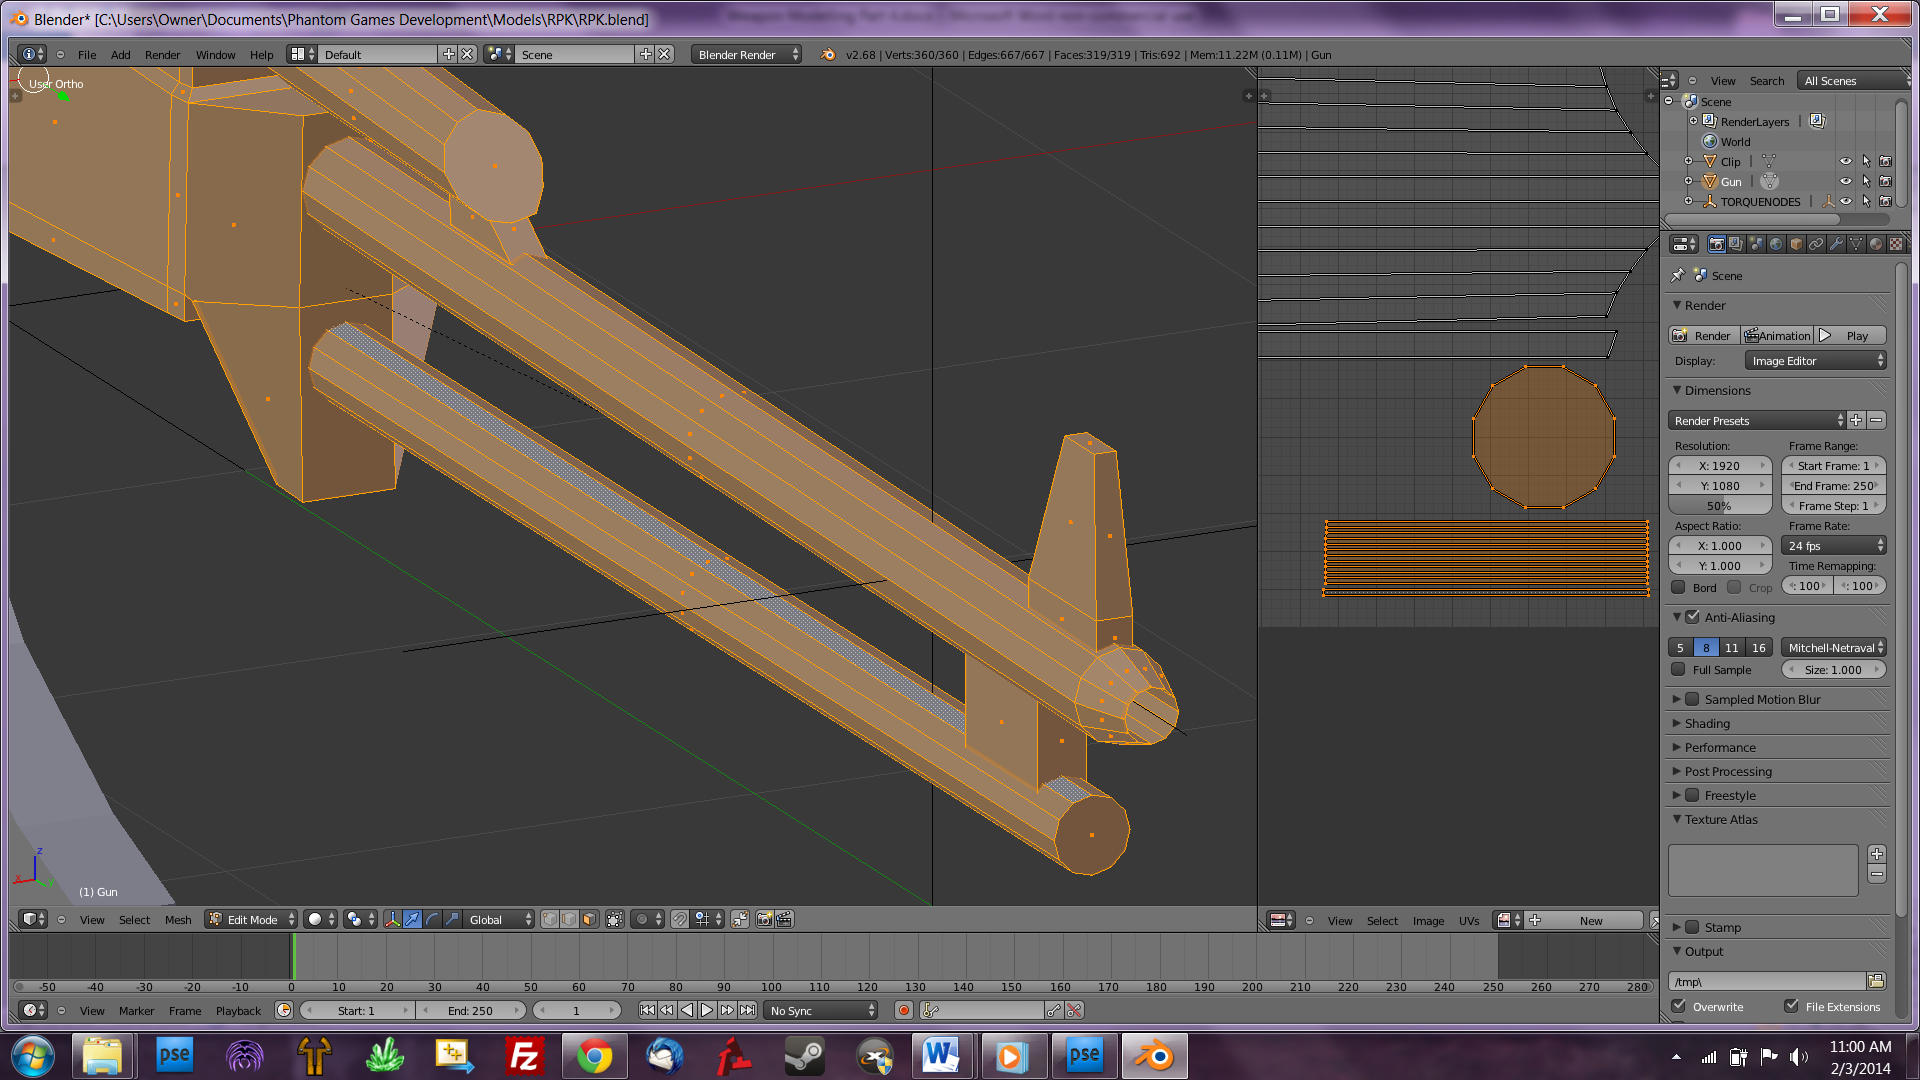 Blender* [C:\Users\Owner\Documents\Phantom Games Development\Models\RPK\RPK.blend]
File Add Render Window Help Default Scene Blender Render v2.68 | Verts:360/360 | Edges:667/667 | Faces:319/319 | Tris:692 | Mem:11.22M (0.11M) | Gun
User Ortho
View Search All Scenes
Scene
RenderLayers |
World
Clip |
Gun |
TORQUENODES |
Scene
Render
Render Animation Play
Display: Image Editor
Dimensions
Render Presets
Resolution: Frame Range:
X: 1920 Start Frame: 1
Y: 1080 End Frame: 250
50% Frame Step: 1
Aspect Ratio: Frame Rate:
X: 1.000 24 fps
Y: 1.000 Time Remapping:
Bord Crop : 100 : 100
Anti-Aliasing
5 8 11 16 Mitchell-Netraval
Full Sample Size: 1.000
Sampled Motion Blur
Shading
Performance
Post Processing
Freestyle
Texture Atlas
Stamp
Output
/tmp\
Overwrite File Extensions
z
x y
(1) Gun
View Select Mesh Edit Mode Global
View Select Image UVs New
-50 -40 -30 -20 -10 0 10 20 30 40 50 60 70 80 90 100 110 120 130 140 150 160 170 180 190 200 210 220 230 240 250 260 270 280
View Marker Frame Playback Start: 1 End: 250 1 No Sync
pse
Fz
W
pse
11:00 AM
2/3/2014